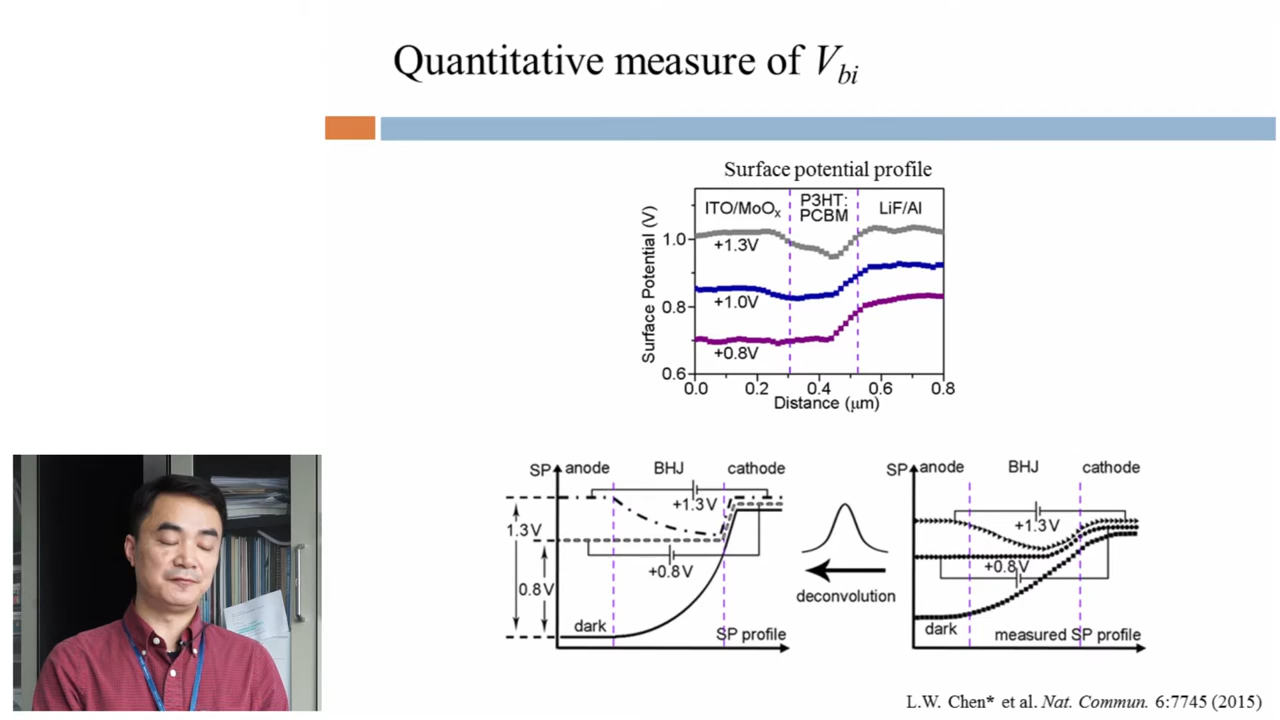 Quantitative measure of Vbi
Surface potential profile
ITO/MoOx
P3HT:
PCBM
LiF/Al
Surface Potential (V)
1.0
0.8
0.6
+1.3V
+1.0V
+0.8V
0.0 0.2 0.4 0.6 0.8
Distance (μm)
SP anode BHJ cathode
+1.3V
1.3V
+0.8V
0.8V
dark
SP profile
deconvolution
SP anode BHJ cathode
+1.3V
+0.8V
dark
measured SP profile
L.W. Chen* et al. Nat. Commun. 6:7745 (2015)